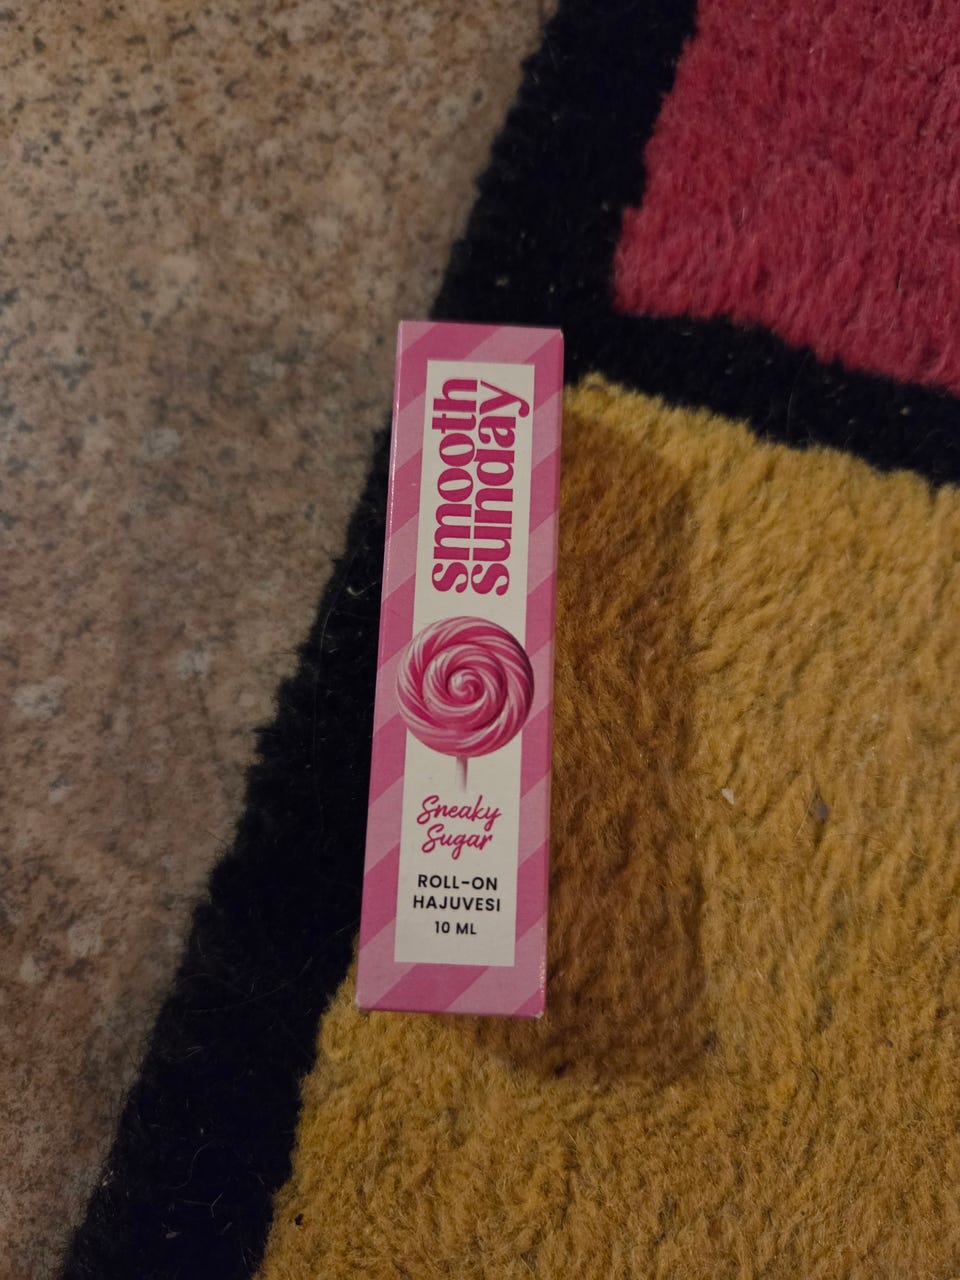 smooth
sunday
Sneaky
Sugar
ROLL-ON
HAJUVESI
10 ML